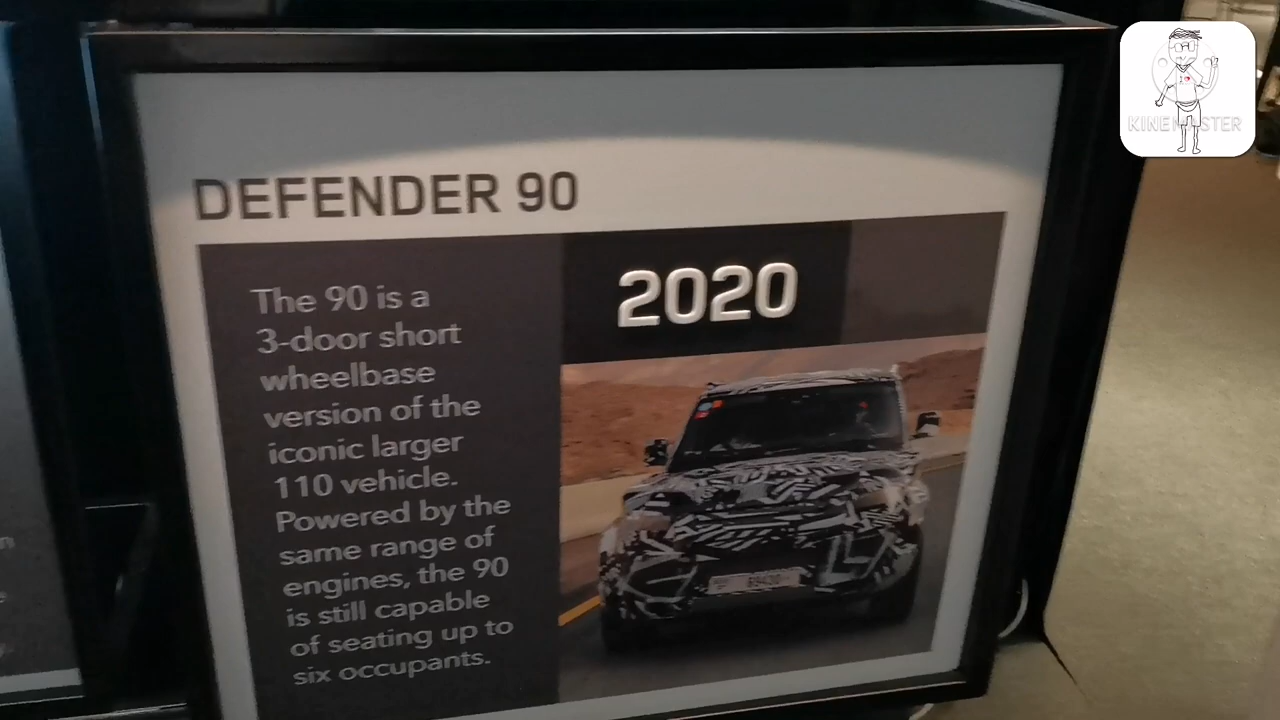 DEFENDER 90
2020
The 90 is a
3-door short
wheelbase
version of the
iconic larger
110 vehicle.
Powered by the
same range of
engines, the 90
is still capable
of seating up to
six occupants.
KINEMASTER